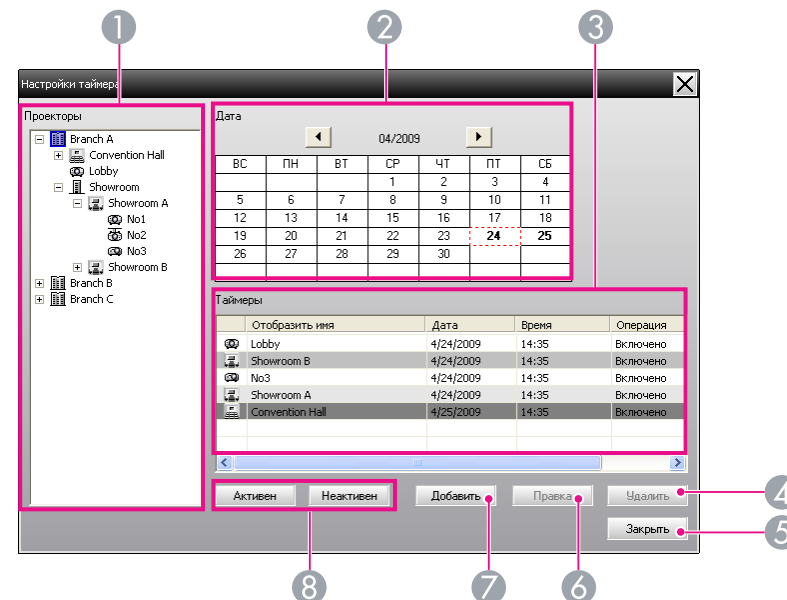 1 2 3
Настройки таймера
Проекторы
Branch A
Convention Hall
Lobby
Showroom
Showroom A
No1
No2
No3
Showroom B
Branch B
Branch C
Дата
04/2009
ВС ПН ВТ СР ЧТ ПТ СБ
1 2 3 4
5 6 7 8 9 10 11
12 13 14 15 16 17 18
19 20 21 22 23 24 25
26 27 28 29 30
Таймеры
Отобразить имя Дата Время Операция
Lobby 4/24/2009 14:35 Включено
Showroom B 4/24/2009 14:35 Включено
No3 4/24/2009 14:35 Включено
Showroom A 4/24/2009 14:35 Включено
Convention Hall 4/25/2009 14:35 Включено
Активен Неактивен Добавить Правка Удалить 4
Закрыть 5
8 7 6